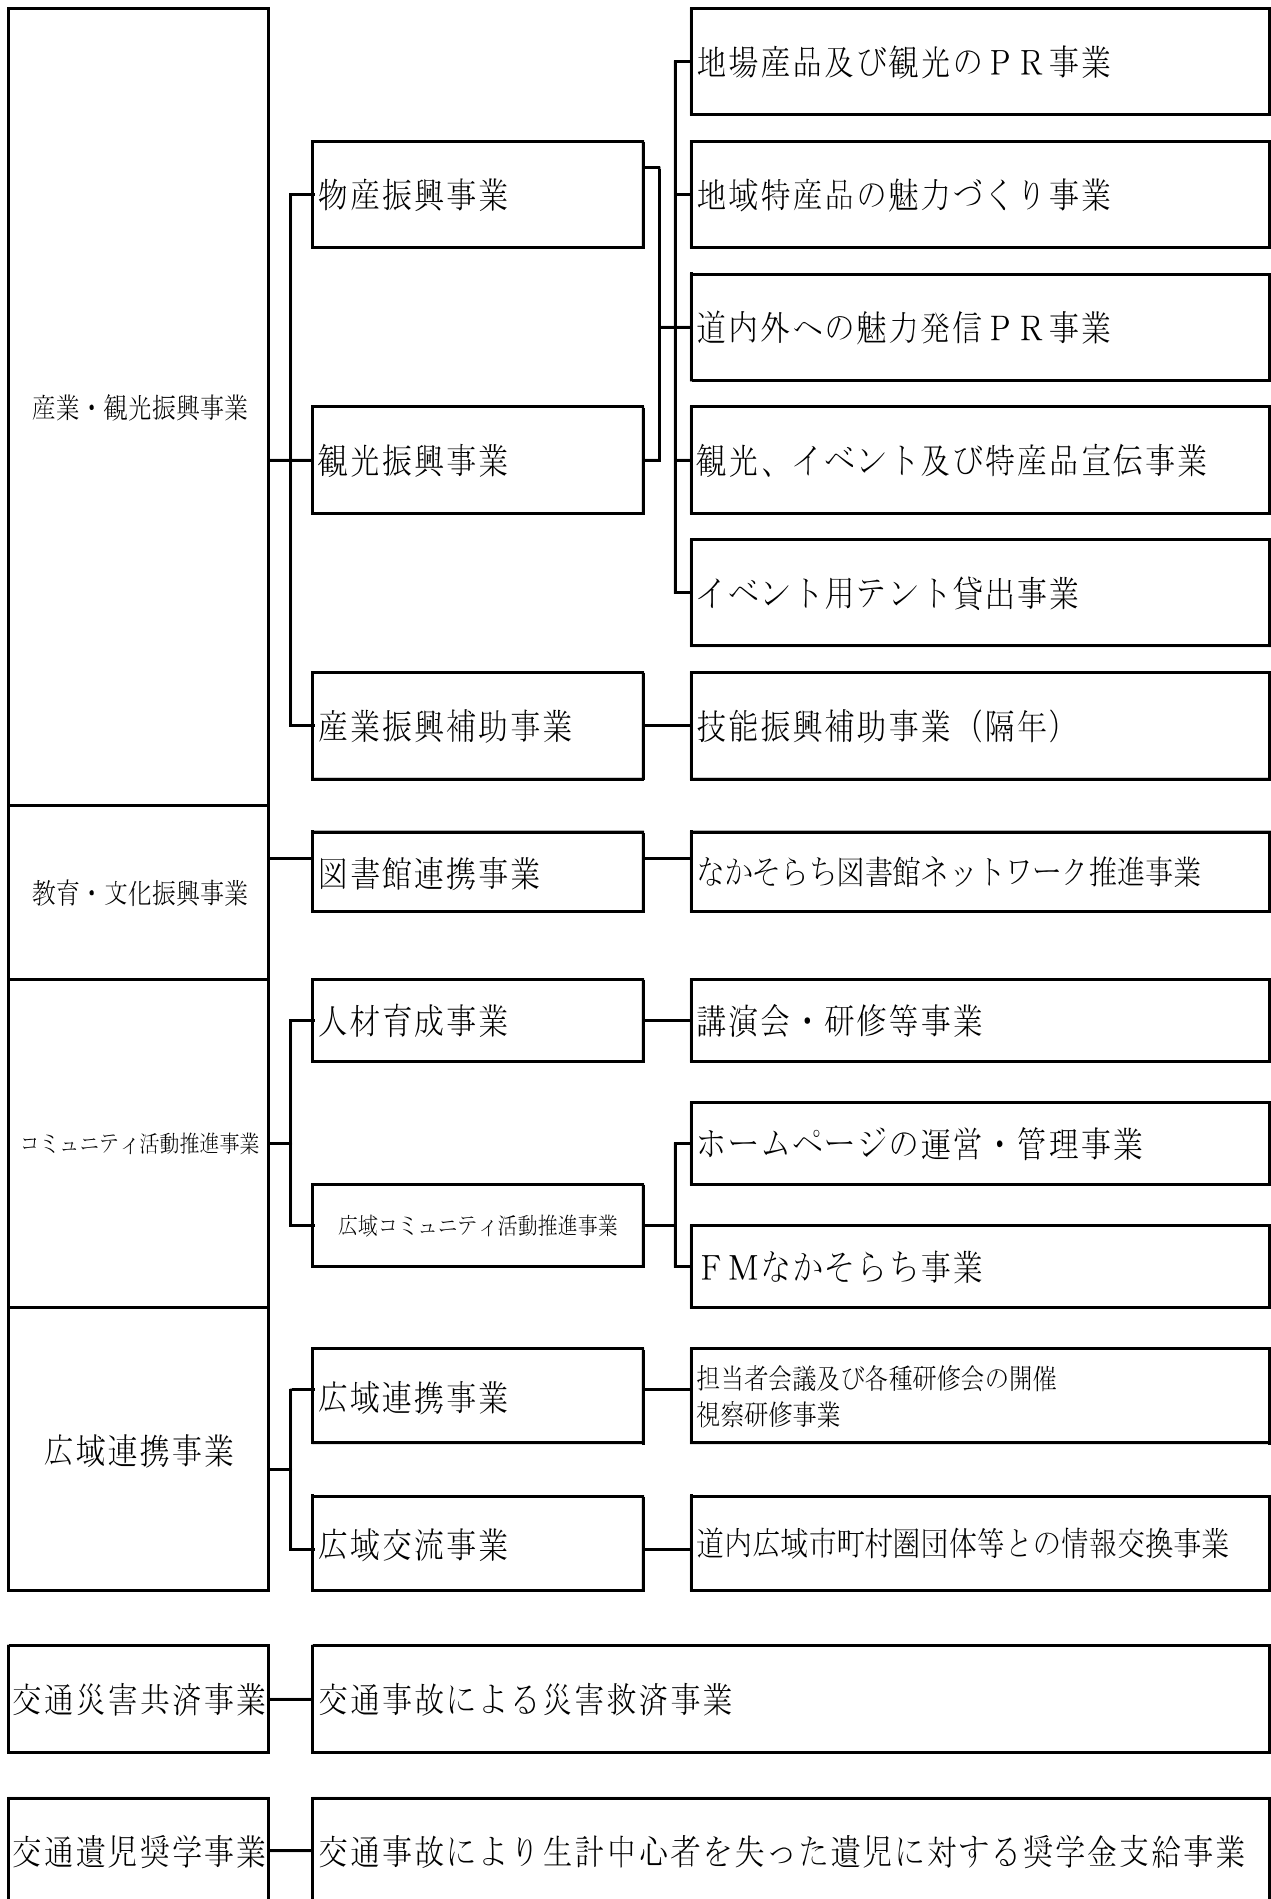 産業・観光振興事業
物産振興事業
地場産品及び観光のＰＲ事業
地域特産品の魅力づくり事業
道内外への魅力発信ＰＲ事業
観光振興事業
観光、イベント及び特産品宣伝事業
イベント用テント貸出事業
産業振興補助事業
技能振興補助事業（隔年）
教育・文化振興事業
図書館連携事業
なかそらち図書館ネットワーク推進事業
コミュニティ活動推進事業
人材育成事業
講演会・研修等事業
広域コミュニティ活動推進事業
ホームページの運営・管理事業
ＦＭなかそらち事業
広域連携事業
広域連携事業
担当者会議及び各種研修会の開催
視察研修事業
広域交流事業
道内広域市町村圏団体等との情報交換事業
交通災害共済事業
交通事故による災害救済事業
交通遺児奨学事業
交通事故により生計中心者を失った遺児に対する奨学金支給事業